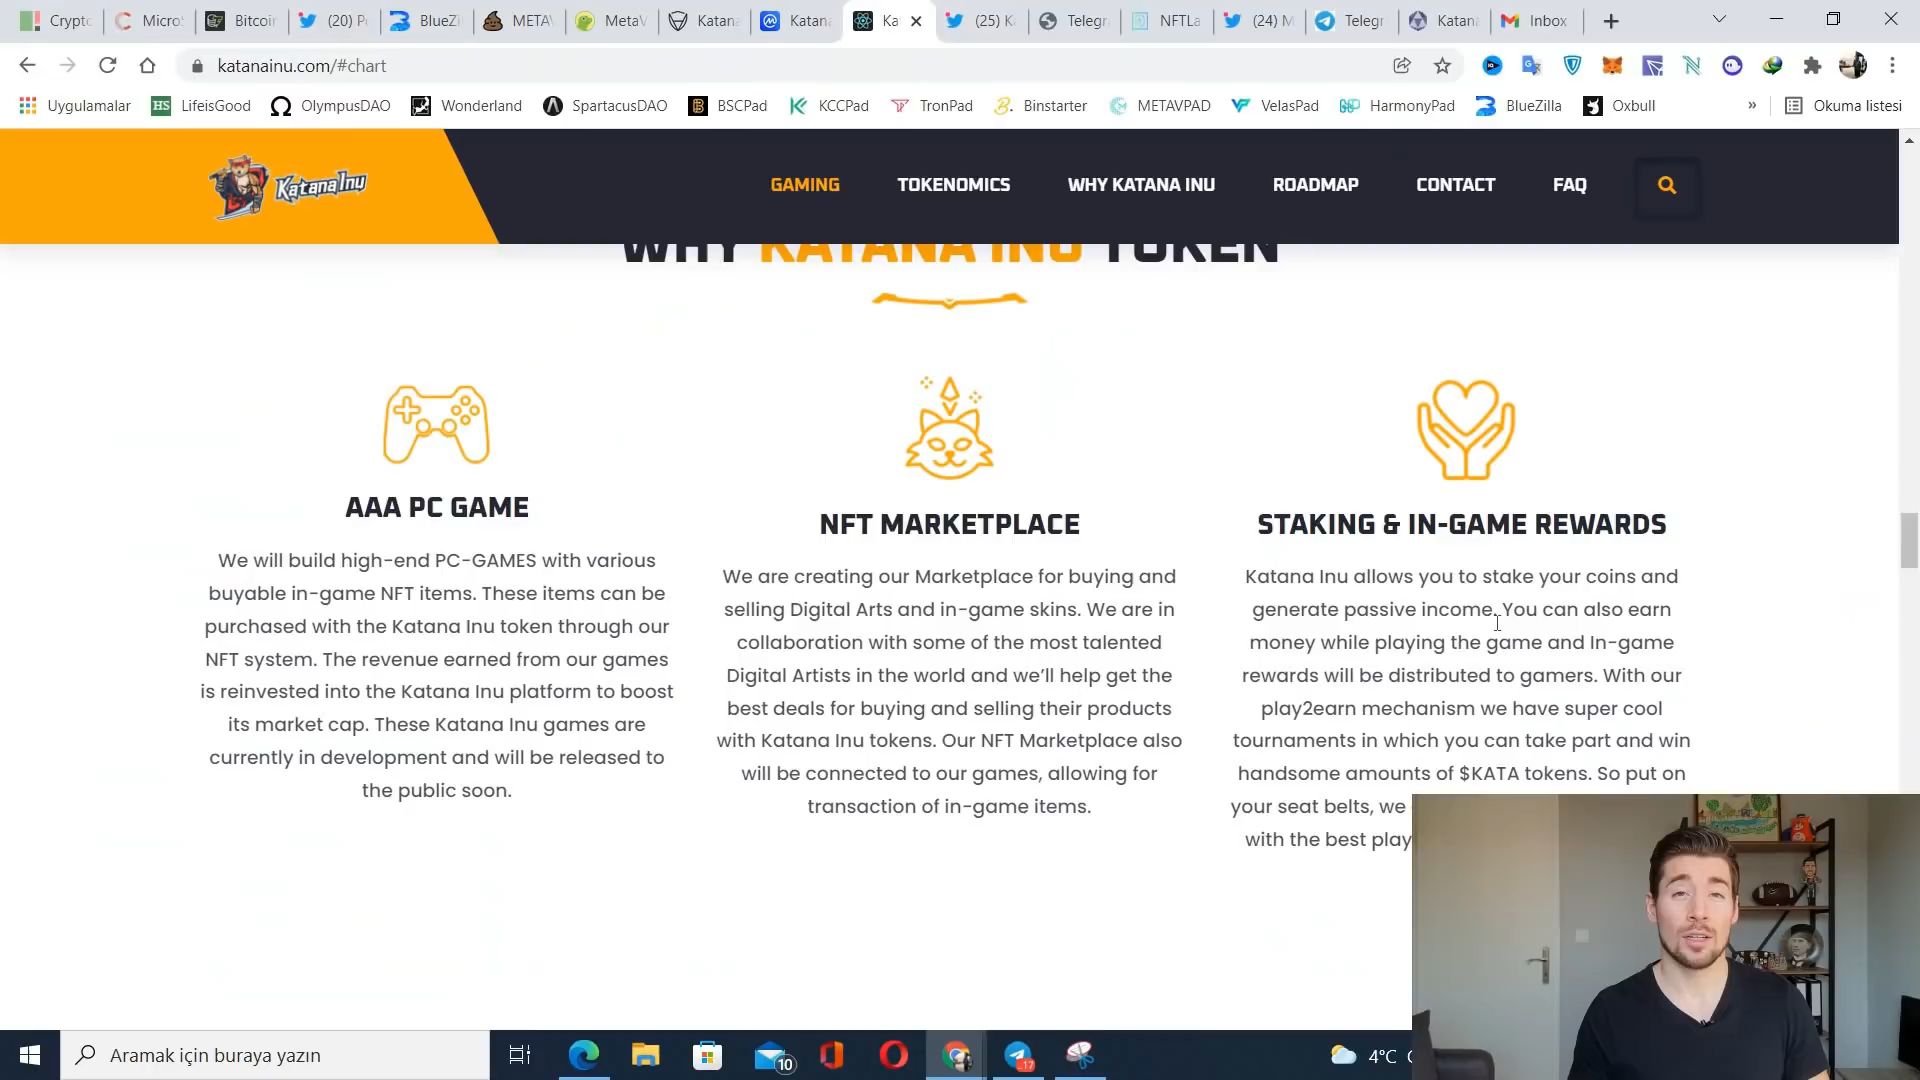 Crypto
Micro
Bitcoin
(20) P
BlueZi
META
MetaV
Katana
Katana
Ka
(25) K
Telegr
NFTLa
(24) M
Telegr
Katana
Inbox
katanainu.com/#chart
Uygulamalar
LifeisGood
OlympusDAO
Wonderland
SpartacusDAO
BSCPad
KCCPad
TronPad
Binstarter
METAVPAD
VelasPad
HarmonyPad
BlueZilla
Oxbull
»
Okuma listesi
KatanaInu
GAMING
TOKENOMICS
WHY KATANA INU
ROADMAP
CONTACT
FAQ
WHY KATANA INU TOKEN
AAA PC GAME
We will build high-end PC-GAMES with various
buyable in-game NFT items. These items can be
purchased with the Katana Inu token through our
NFT system. The revenue earned from our games
is reinvested into the Katana Inu platform to boost
its market cap. These Katana Inu games are
currently in development and will be released to
the public soon.
NFT MARKETPLACE
We are creating our Marketplace for buying and
selling Digital Arts and in-game skins. We are in
collaboration with some of the most talented
Digital Artists in the world and we’ll help get the
best deals for buying and selling their products
with Katana Inu tokens. Our NFT Marketplace also
will be connected to our games, allowing for
transaction of in-game items.
STAKING & IN-GAME REWARDS
Katana Inu allows you to stake your coins and
generate passive income. You can also earn
money while playing the game and In-game
rewards will be distributed to gamers. With our
play2earn mechanism we have super cool
tournaments in which you can take part and win
handsome amounts of $KATA tokens. So put on
your seat belts, we
with the best play
Aramak için buraya yazın
10
17
4°C